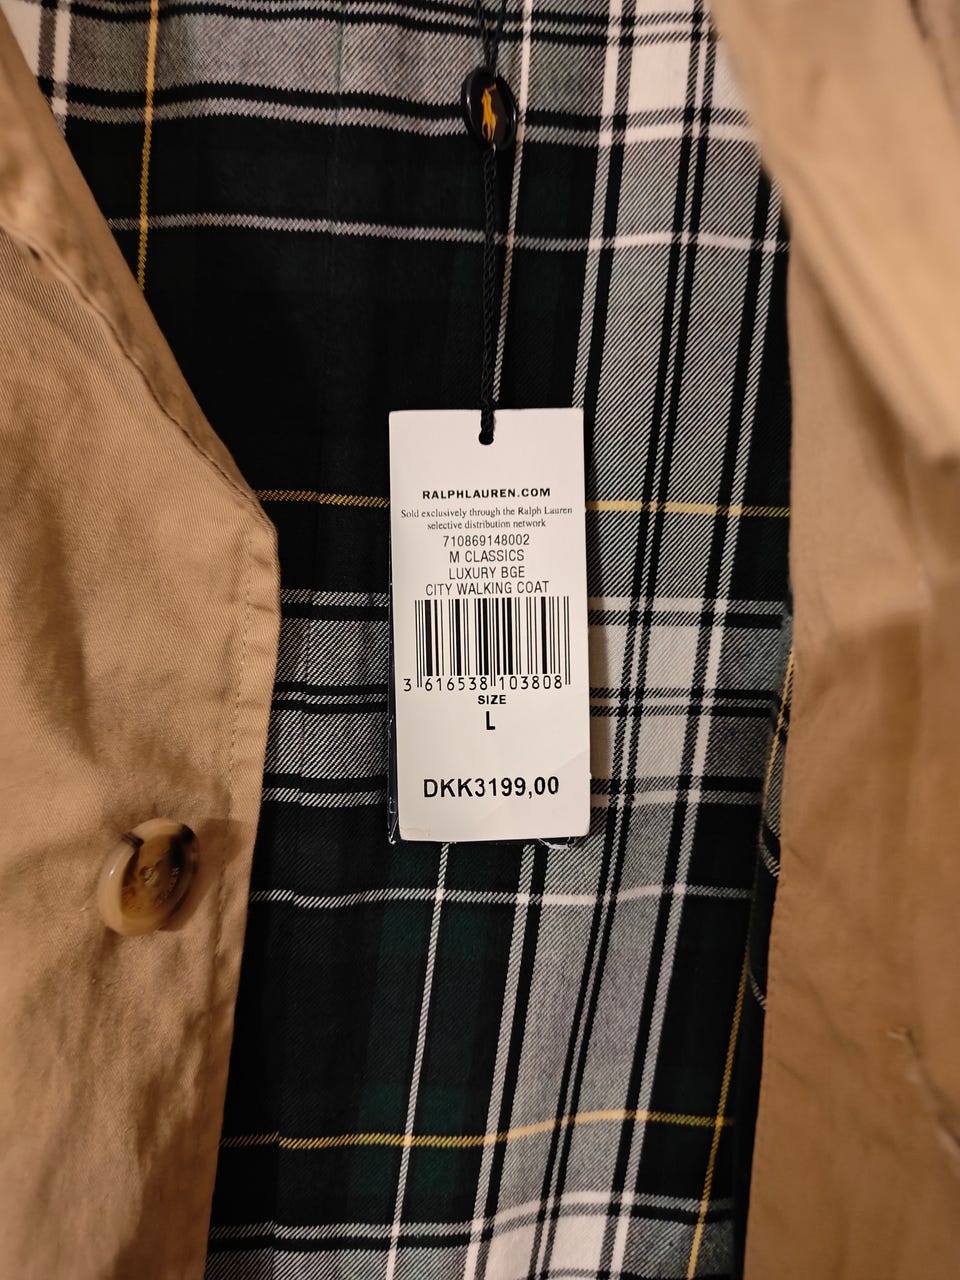 RALPHLAUREN.COM
Sold exclusively through the Ralph Lauren
selective distribution network
710869148002
M CLASSICS
LUXURY BGE
CITY WALKING COAT
3 616538 103808
SIZE
L
DKK3199,00